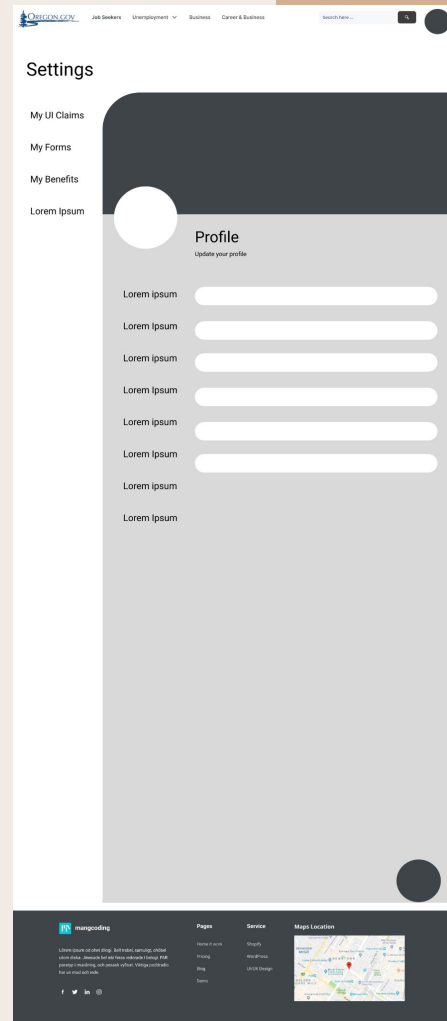 OREGON.GOV
Job Seekers Unemployment Business Career & Business
Search here ...
Settings
My UI Claims
My Forms
My Benefits
Lorem Ipsum
Profile
Update your profile
Lorem ipsum
Lorem Ipsum
Lorem ipsum
Lorem Ipsum
Lorem ipsum
Lorem Ipsum
Lorem ipsum
Lorem Ipsum
mangcoding
Pages
Home it work
Pricing
Blog
Demo
Service
Shopify
WordPress
UI/UX Design
Maps Location